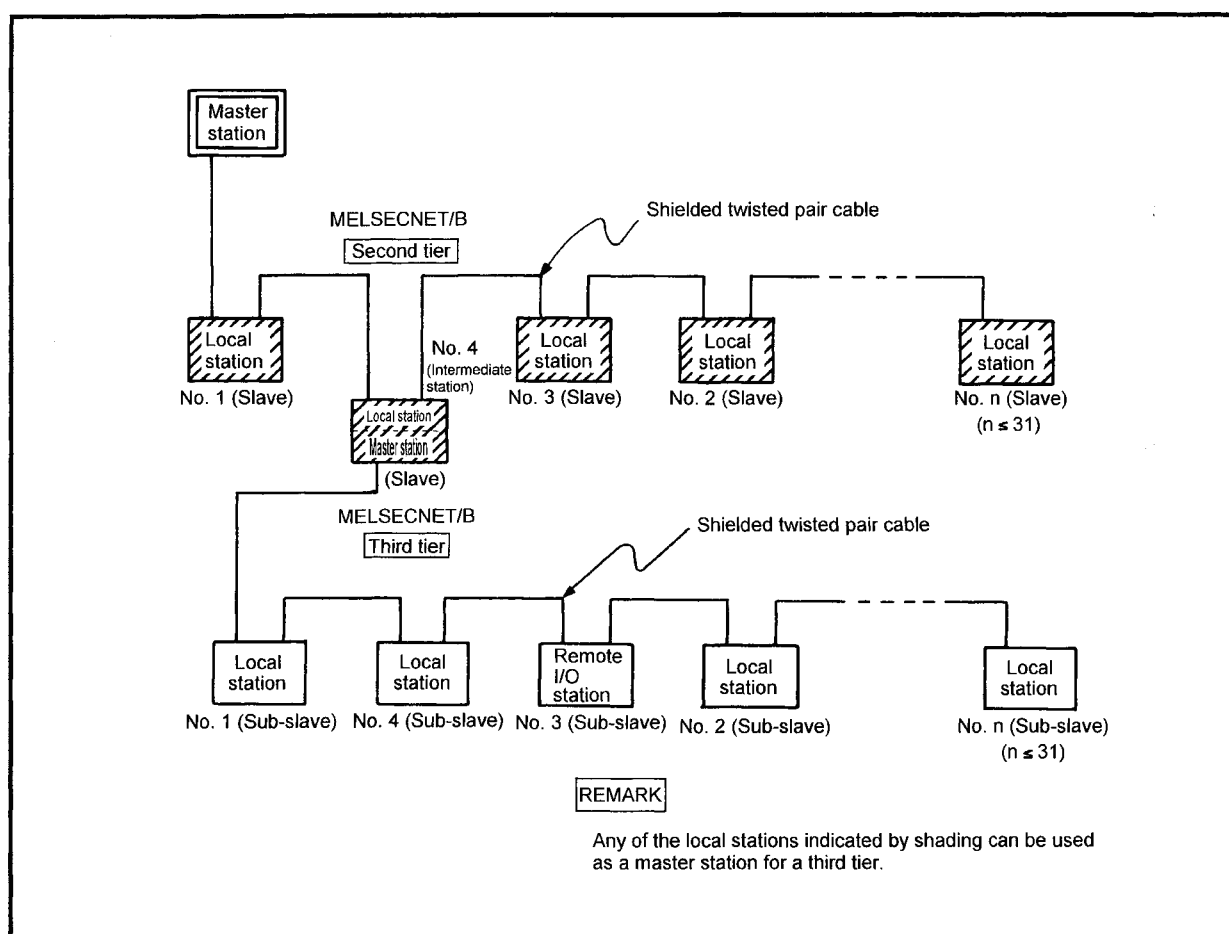 Master
station
MELSECNET/B
Second tier
Shielded twisted pair cable
Local
station
No. 1 (Slave)
No. 4
(Intermediate
station)
Local station
Master station
(Slave)
Local
station
No. 3 (Slave)
Local
station
No. 2 (Slave)
Local
station
No. n (Slave)
(n ≤ 31)
MELSECNET/B
Third tier
Shielded twisted pair cable
Local
station
No. 1 (Sub-slave)
Local
station
No. 4 (Sub-slave)
Remote
I/O
station
No. 3 (Sub-slave)
Local
station
No. 2 (Sub-slave)
Local
station
No. n (Sub-slave)
(n ≤ 31)
REMARK
Any of the local stations indicated by shading can be used
as a master station for a third tier.